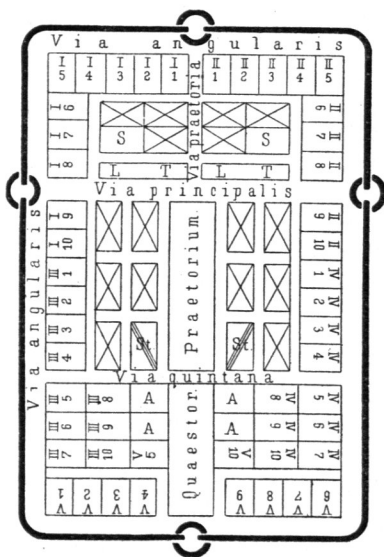 Via angularis
I 5 I 4 I 3 I 2 I 1 II 1 II 2 II 3 II 4 II 5
Via praetoria
I 6 II 6
I 7 S S II 7
I 8 L T L T II 8
Via principalis
Via angularis
I 9 II 9
I 10 II 10
III 1 IV 1
III 2 IV 2
Praetorium
III 3 St. St. IV 3
III 4 IV 4
Via quintana
III 5 III 8 A A IV 8 IV 5
III 6 III 9 A A IV 9 IV 6
III 7 III 10 V 5 V 10 IV 10 IV 7
Quaestor.
V 1 V 2 V 3 V 4 V 9 V 8 V 7 V 6